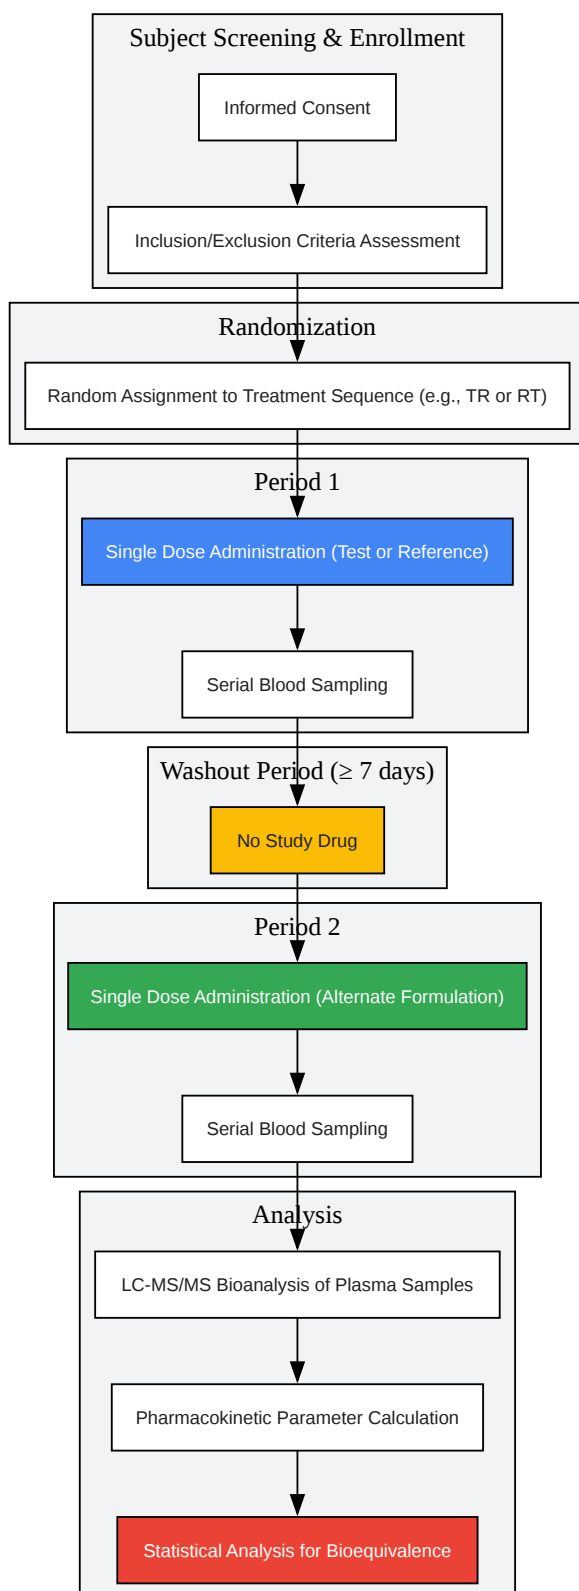 Subject Screening & Enrollment
Informed Consent
Inclusion/Exclusion Criteria Assessment
Randomization
Random Assignment to Treatment Sequence (e.g., TR or RT)
Period 1
Single Dose Administration (Test or Reference)
Serial Blood Sampling
Washout Period (≥ 7 days)
No Study Drug
Period 2
Single Dose Administration (Alternate Formulation)
Serial Blood Sampling
Analysis
LC-MS/MS Bioanalysis of Plasma Samples
Pharmacokinetic Parameter Calculation
Statistical Analysis for Bioequivalence